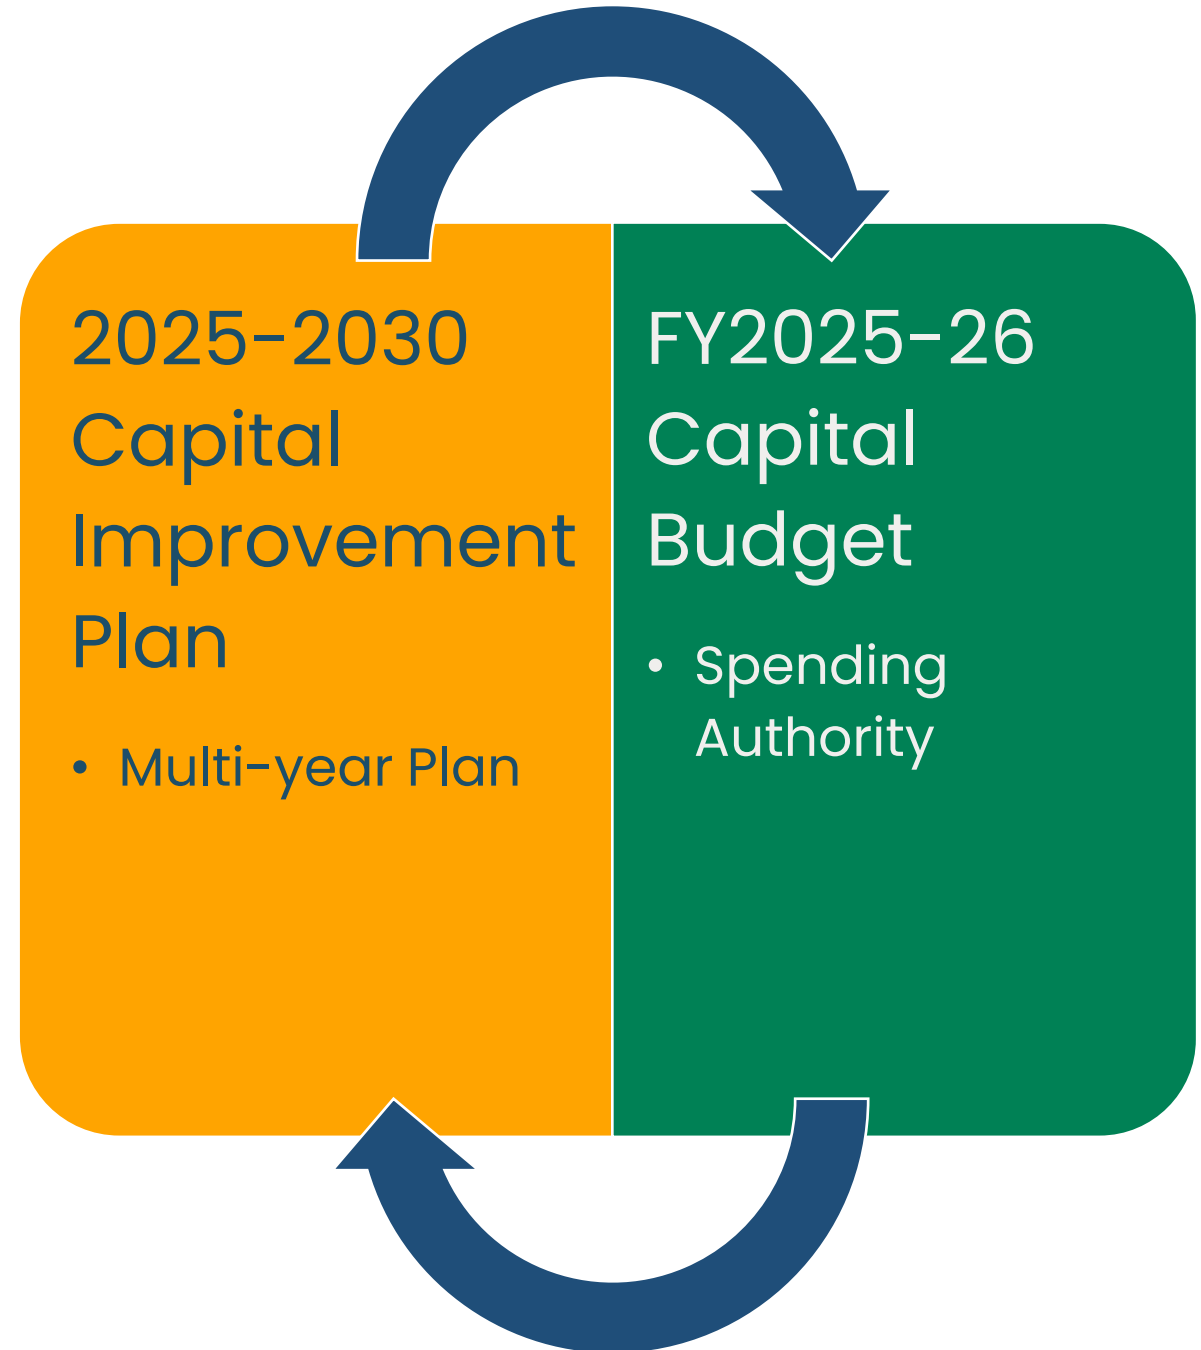 2025-2030
Capital
Improvement
Plan
• Multi-year Plan
FY2025-26
Capital
Budget
• Spending
Authority